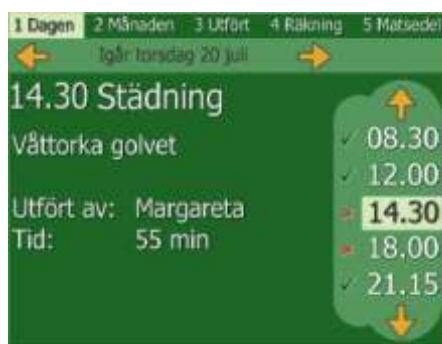 1 Dagen 2 Månaden 3 Utfört 4 Räkning 5 Matsedel
Igår torsdag 20 juli
14.30 Städning
Våttorka golvet
Utfört av: Margareta
Tid: 55 min
08.30
12.00
14.30
18.00
21.15